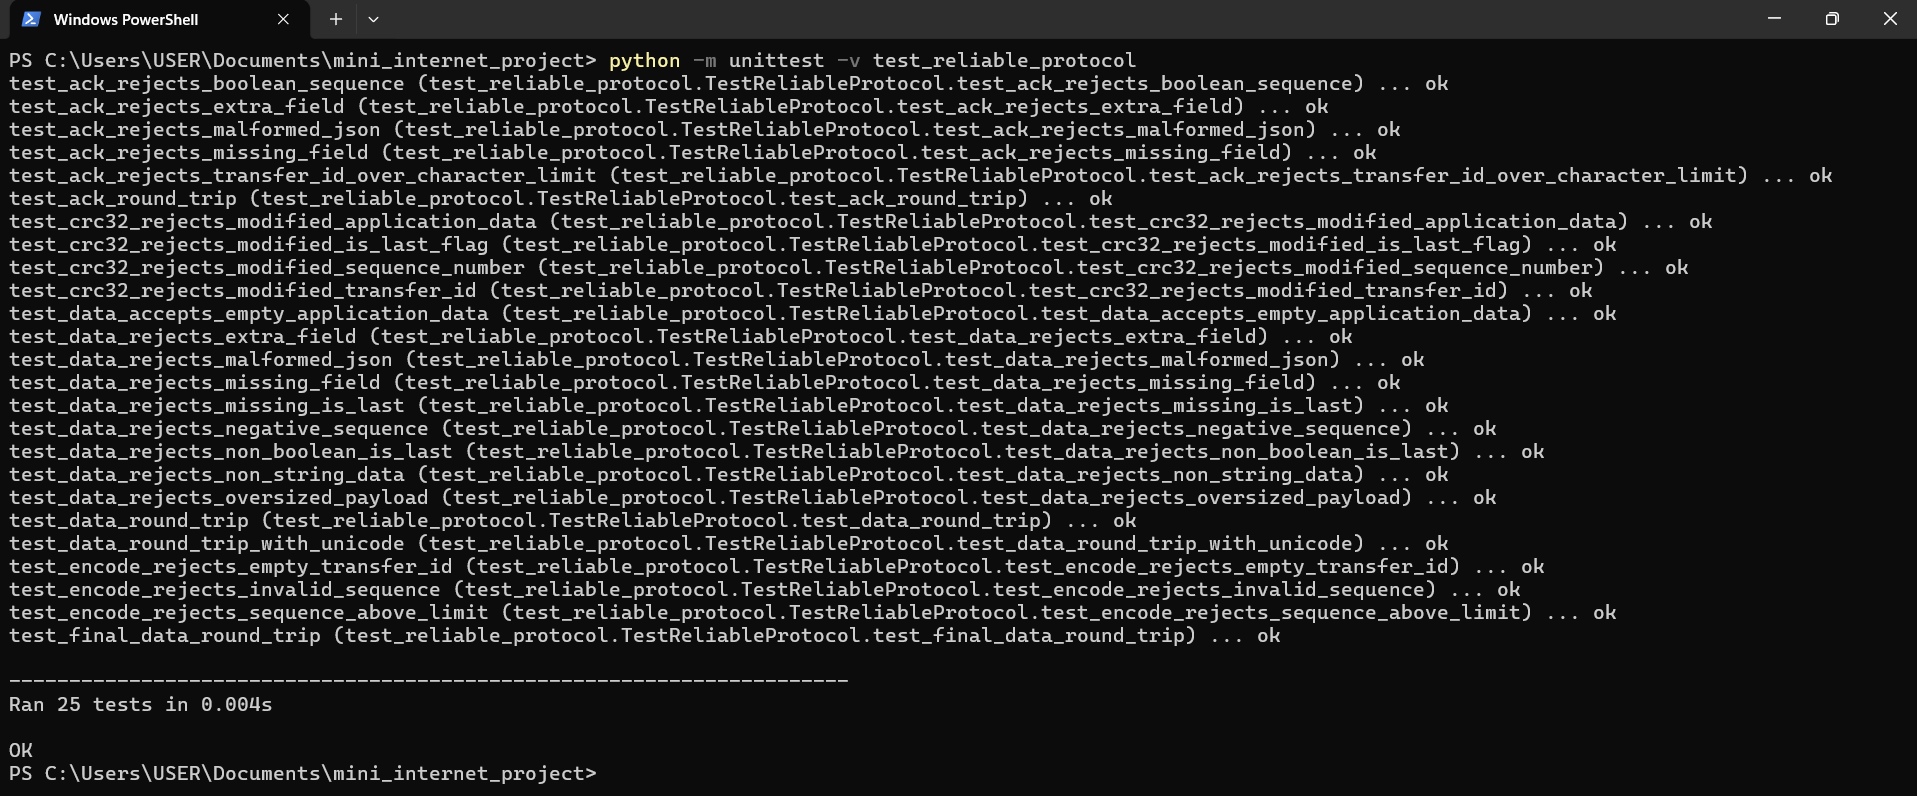 Windows PowerShell
PS C:\Users\USER\Documents\mini_internet_project> python -m unittest -v test_reliable_protocol
test_ack_rejects_boolean_sequence (test_reliable_protocol.TestReliableProtocol.test_ack_rejects_boolean_sequence) ... ok
test_ack_rejects_extra_field (test_reliable_protocol.TestReliableProtocol.test_ack_rejects_extra_field) ... ok
test_ack_rejects_malformed_json (test_reliable_protocol.TestReliableProtocol.test_ack_rejects_malformed_json) ... ok
test_ack_rejects_missing_field (test_reliable_protocol.TestReliableProtocol.test_ack_rejects_missing_field) ... ok
test_ack_rejects_transfer_id_over_character_limit (test_reliable_protocol.TestReliableProtocol.test_ack_rejects_transfer_id_over_character_limit) ... ok
test_ack_round_trip (test_reliable_protocol.TestReliableProtocol.test_ack_round_trip) ... ok
test_crc32_rejects_modified_application_data (test_reliable_protocol.TestReliableProtocol.test_crc32_rejects_modified_application_data) ... ok
test_crc32_rejects_modified_is_last_flag (test_reliable_protocol.TestReliableProtocol.test_crc32_rejects_modified_is_last_flag) ... ok
test_crc32_rejects_modified_sequence_number (test_reliable_protocol.TestReliableProtocol.test_crc32_rejects_modified_sequence_number) ... ok
test_crc32_rejects_modified_transfer_id (test_reliable_protocol.TestReliableProtocol.test_crc32_rejects_modified_transfer_id) ... ok
test_data_accepts_empty_application_data (test_reliable_protocol.TestReliableProtocol.test_data_accepts_empty_application_data) ... ok
test_data_rejects_extra_field (test_reliable_protocol.TestReliableProtocol.test_data_rejects_extra_field) ... ok
test_data_rejects_malformed_json (test_reliable_protocol.TestReliableProtocol.test_data_rejects_malformed_json) ... ok
test_data_rejects_missing_field (test_reliable_protocol.TestReliableProtocol.test_data_rejects_missing_field) ... ok
test_data_rejects_missing_is_last (test_reliable_protocol.TestReliableProtocol.test_data_rejects_missing_is_last) ... ok
test_data_rejects_negative_sequence (test_reliable_protocol.TestReliableProtocol.test_data_rejects_negative_sequence) ... ok
test_data_rejects_non_boolean_is_last (test_reliable_protocol.TestReliableProtocol.test_data_rejects_non_boolean_is_last) ... ok
test_data_rejects_non_string_data (test_reliable_protocol.TestReliableProtocol.test_data_rejects_non_string_data) ... ok
test_data_rejects_oversized_payload (test_reliable_protocol.TestReliableProtocol.test_data_rejects_oversized_payload) ... ok
test_data_round_trip (test_reliable_protocol.TestReliableProtocol.test_data_round_trip) ... ok
test_data_round_trip_with_unicode (test_reliable_protocol.TestReliableProtocol.test_data_round_trip_with_unicode) ... ok
test_encode_rejects_empty_transfer_id (test_reliable_protocol.TestReliableProtocol.test_encode_rejects_empty_transfer_id) ... ok
test_encode_rejects_invalid_sequence (test_reliable_protocol.TestReliableProtocol.test_encode_rejects_invalid_sequence) ... ok
test_encode_rejects_sequence_above_limit (test_reliable_protocol.TestReliableProtocol.test_encode_rejects_sequence_above_limit) ... ok
test_final_data_round_trip (test_reliable_protocol.TestReliableProtocol.test_final_data_round_trip) ... ok
----------------------------------------------------------------------
Ran 25 tests in 0.004s
OK
PS C:\Users\USER\Documents\mini_internet_project>